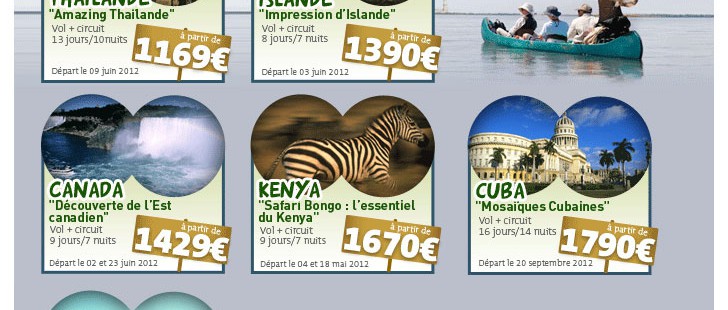 THAÏLANDE
"Amazing Thaïlande"
Vol + circuit
13 jours/10nuits
à partir de
1169€
Départ le 09 juin 2012
ISLANDE
"Impression d'Islande"
Vol + circuit
8 jours/7 nuits
à partir de
1390€
Départ le 03 juin 2012
CANADA
"Découverte de l'Est
canadien"
Vol + circuit
9 jours/7 nuits
à partir de
1429€
Départ le 02 et 23 juin 2012
KENYA
"Safari Bongo : l'essentiel
du Kenya"
Vol + circuit
9 jours/7 nuits
à partir de
1670€
Départ le 04 et 18 mai 2012
CUBA
"Mosaïques Cubaines"
Vol + circuit
16 jours/14 nuits
à partir de
1790€
Départ le 20 septembre 2012